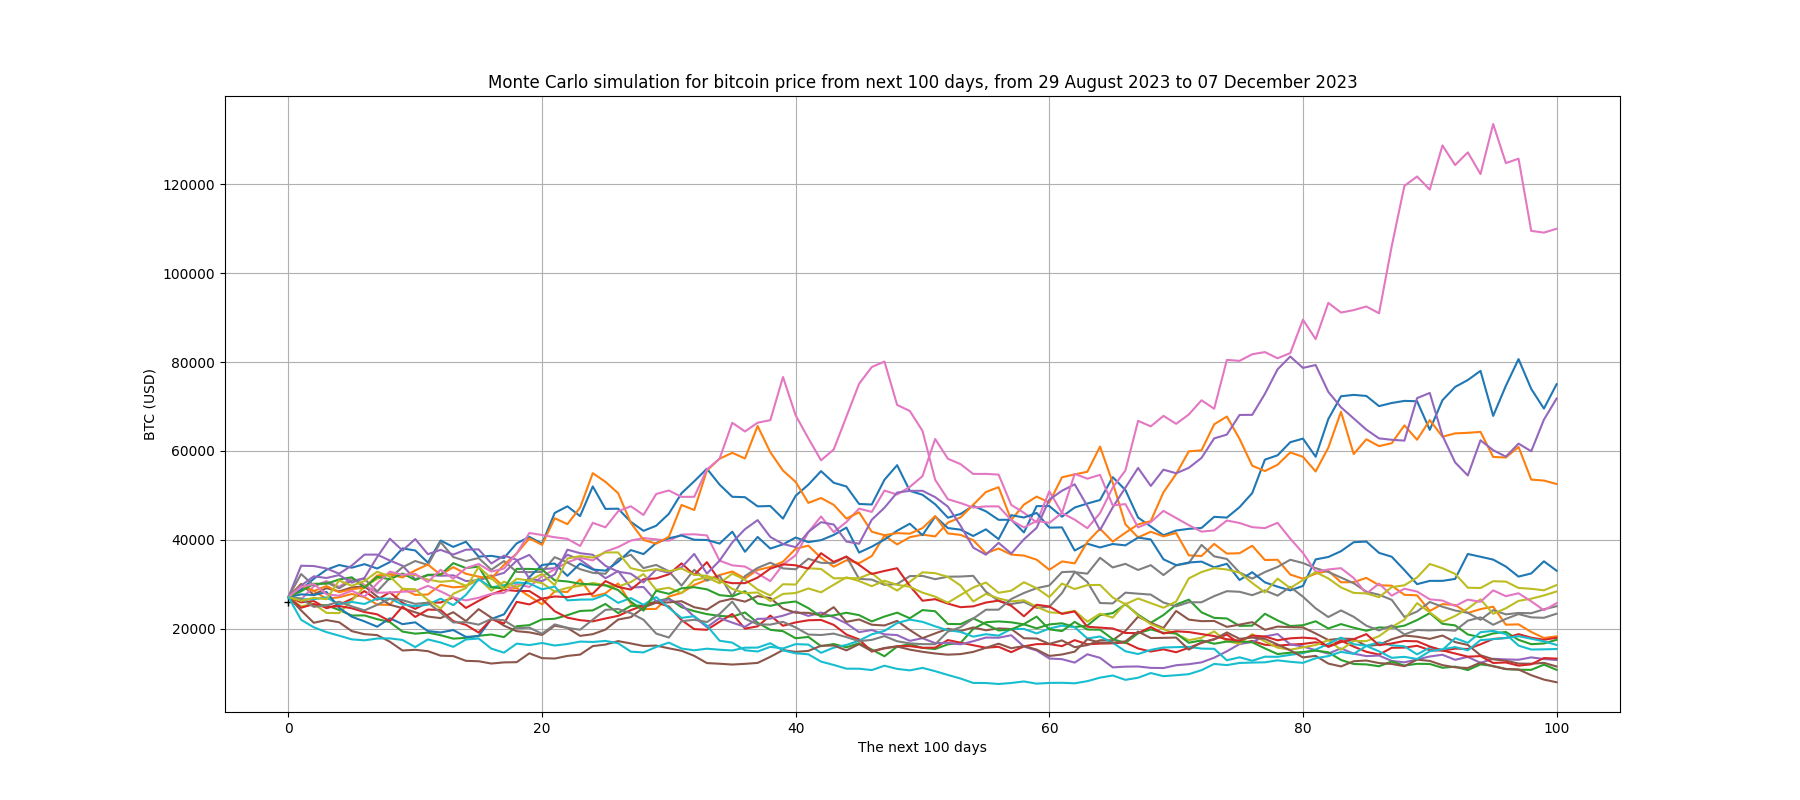 Monte Carlo simulation for bitcoin price from next 100 days, from 29 August 2023 to 07 December 2023
120000
100000
80000
60000
40000
20000
BTC (USD)
0 20 40 60 80 100
The next 100 days